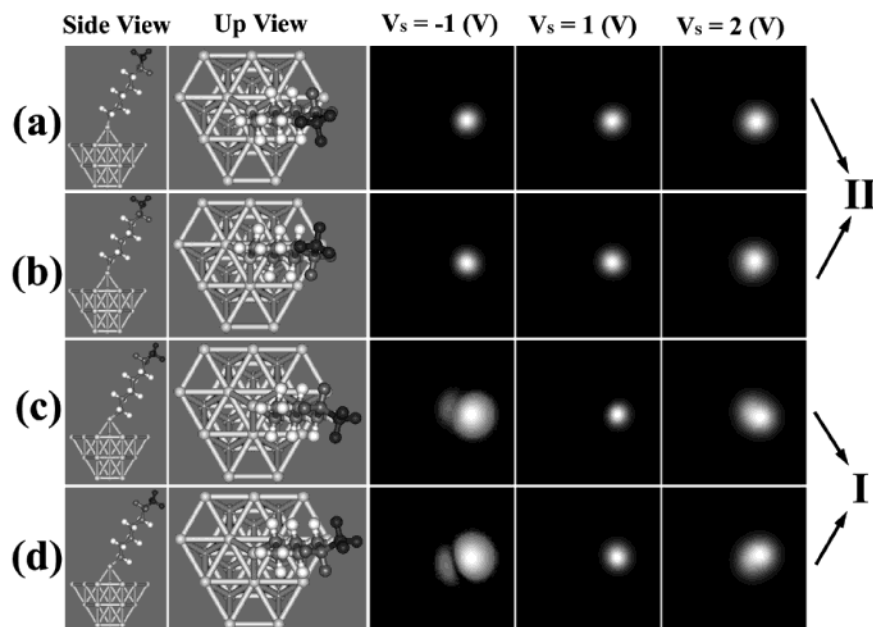 Side View Up View Vs = -1 (V) Vs = 1 (V) Vs = 2 (V)
(a)
II
(b)
(c)
I
(d)